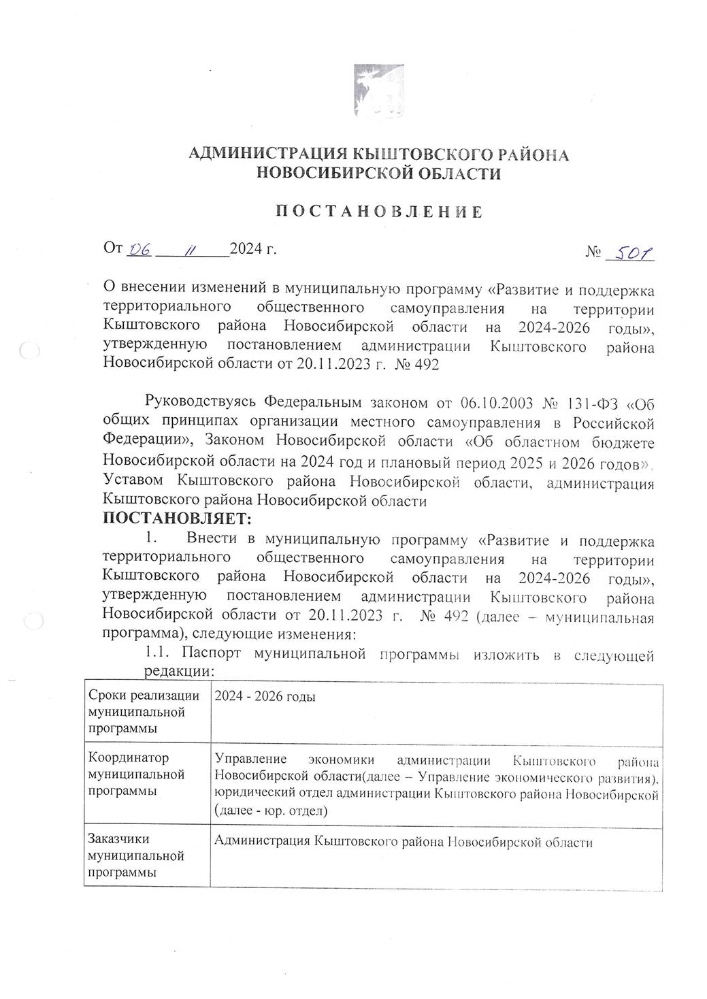 АДМИНИСТРАЦИЯ КЫШТОВСКОГО РАЙОНА
НОВОСИБИРСКОЙ ОБЛАСТИ
П О С Т А Н О В Л Е Н И Е
От 06 11 2024 г. № 501
О внесении изменений в муниципальную программу «Развитие и поддержка
территориального общественного самоуправления на территории
Кыштовского района Новосибирской области на 2024-2026 годы»,
утвержденную постановлением администрации Кыштовского района
Новосибирской области от 20.11.2023 г. № 492
Руководствуясь Федеральным законом от 06.10.2003 № 131-ФЗ «Об
общих принципах организации местного самоуправления в Российской
Федерации», Законом Новосибирской области «Об областном бюджете
Новосибирской области на 2024 год и плановый период 2025 и 2026 годов»,
Уставом Кыштовского района Новосибирской области, администрация
Кыштовского района Новосибирской области
ПОСТАНОВЛЯЕТ:
1. Внести в муниципальную программу «Развитие и поддержка
территориального общественного самоуправления на территории
Кыштовского района Новосибирской области на 2024-2026 годы»,
утвержденную постановлением администрации Кыштовского района
Новосибирской области от 20.11.2023 г. № 492 (далее – муниципальная
программа), следующие изменения:
1.1. Паспорт муниципальной программы изложить в следующей
редакции:
Сроки реализации
муниципальной
программы
2024 - 2026 годы
Координатор
муниципальной
программы
Управление экономики администрации Кыштовского района
Новосибирской области(далее – Управление экономического развития),
юридический отдел администрации Кыштовского района Новосибирской
(далее - юр. отдел)
Заказчики
муниципальной
программы
Администрация Кыштовского района Новосибирской области